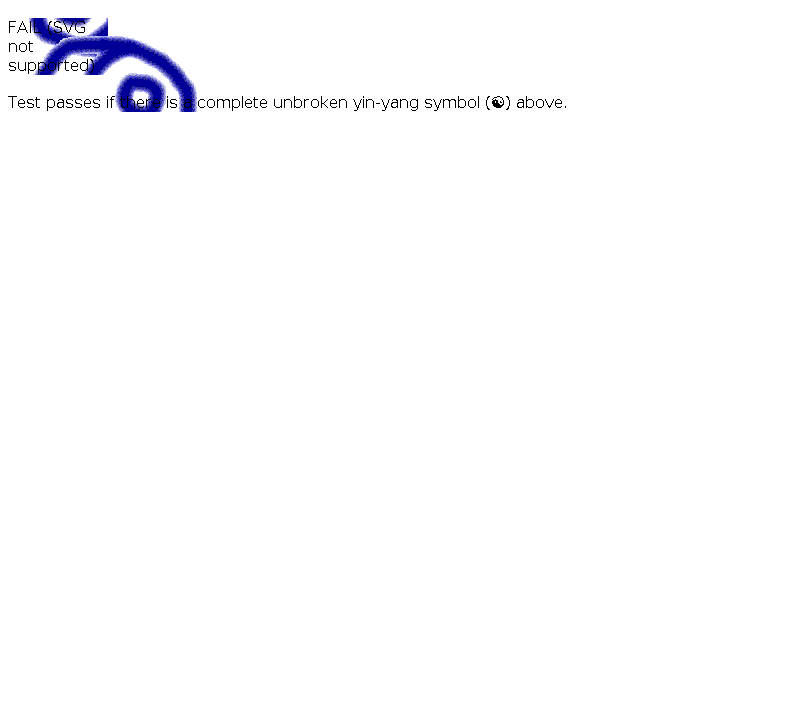 FAIL (SVG
not
supported)
Test passes if there is a complete unbroken yin-yang symbol (☯) above.